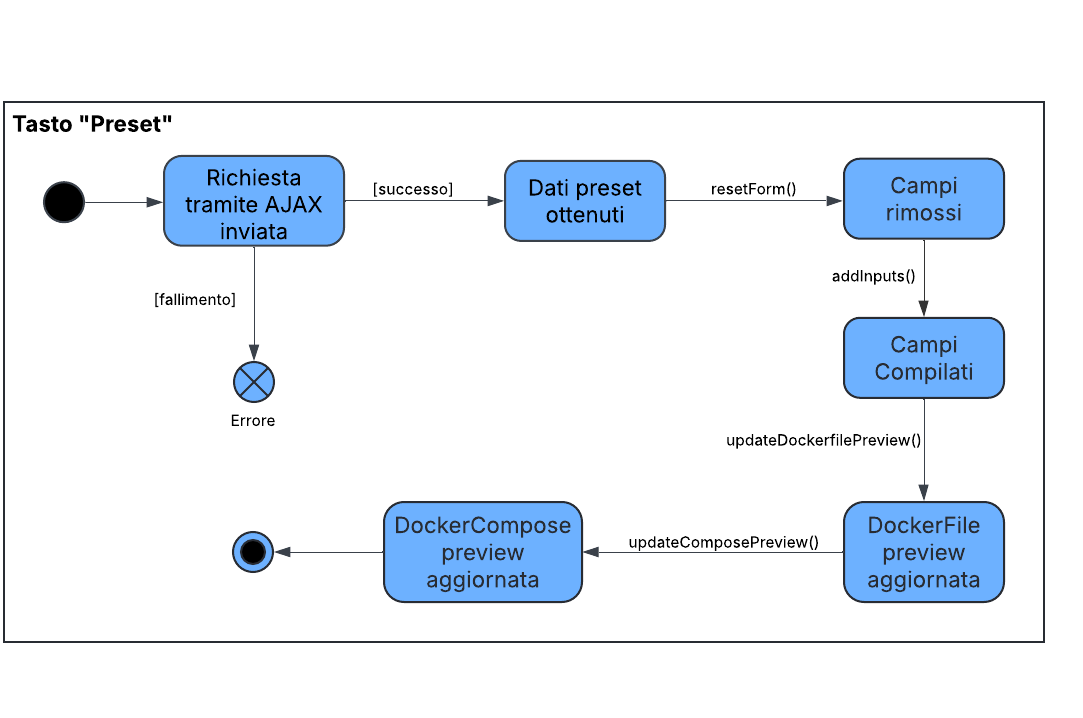 Tasto "Preset"
Richiesta
tramite AJAX
inviata
[successo]
Dati preset
ottenuti
resetForm()
Campi
rimossi
addInputs()
[fallimento]
Campi
Compilati
Errore
updateDockerfilePreview()
DockerCompose
preview
aggiornata
updateComposePreview()
DockerFile
preview
aggiornata